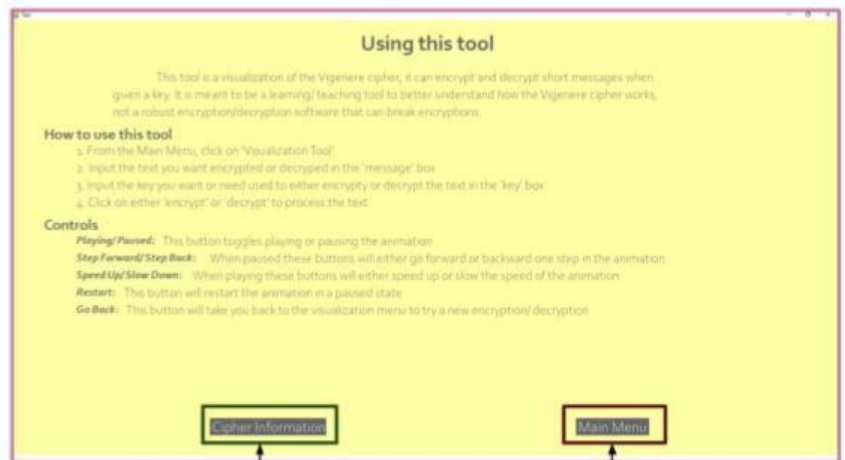 Using this tool
This tool is a visualization of the Vigenere cipher, it can encrypt and decrypt short messages when
given a key. It is meant to be a learning/ teaching tool to better understand how the Vigenere cipher works,
not a robust encryption/decryption software that can break encryptions.
How to use this tool
1. From the Main Menu, click on 'Visualization Tool'
2. Input the text you want encrypted or decryped in the 'message' box
3. Input the key you want or need used to either encrypty or decrypt the text in the 'key' box
4. Click on either 'encrypt' or 'decrypt' to process the text
Controls
Playing/ Paused: This button toggles playing or pausing the animation
Step Forward/ Step Back: When paused these buttons will either go forward or backward one step in the animation
Speed Up/ Slow Down: When playing these buttons will either speed up or slow the speed of the animation
Restart: This button will restart the animation in a paused state
Go Back: This button will take you back to the visualization menu to try a new encryption/ decryption
Cipher Information
Main Menu